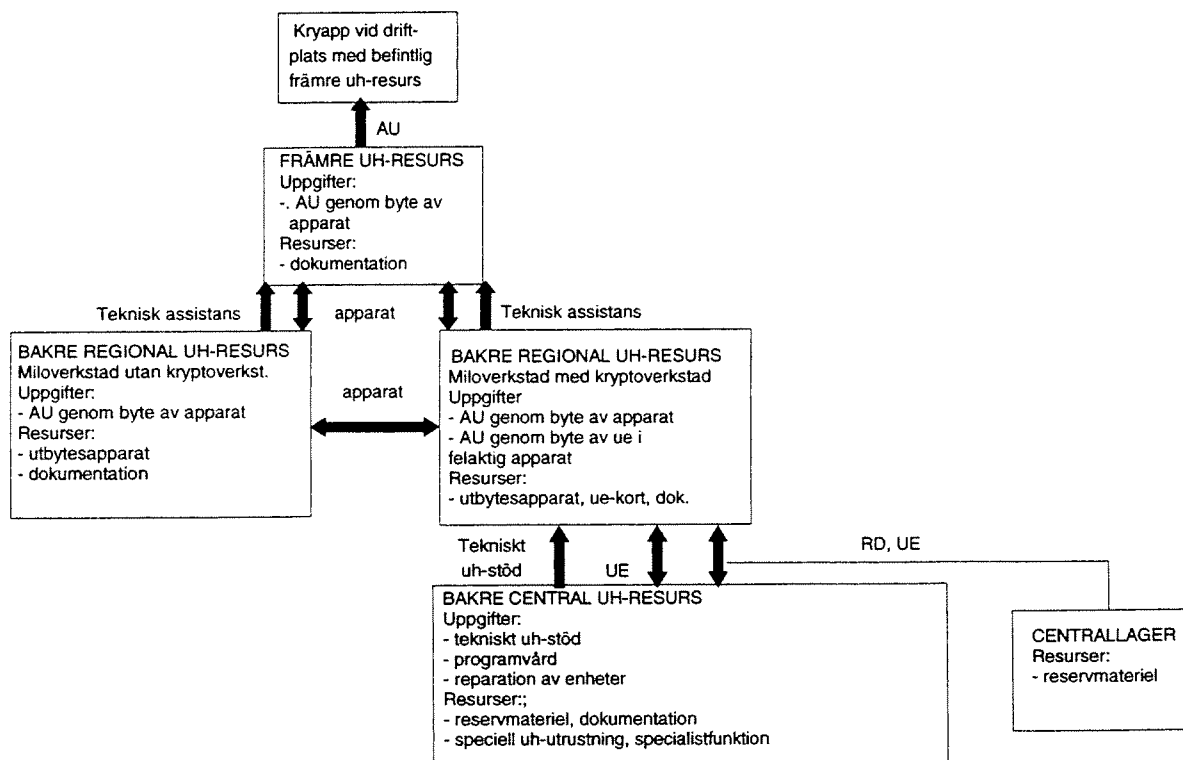 Kryapp vid drift-
plats med befintlig
främre uh-resurs
AU
FRÄMRE UH-RESURS
Uppgifter:
-. AU genom byte av
apparat
Resurser:
- dokumentation
Teknisk assistans
apparat
Teknisk assistans
BAKRE REGIONAL UH-RESURS
Miloverkstad utan kryptoverkst.
Uppgifter:
- AU genom byte av apparat
Resurser:
- utbytesapparat
- dokumentation
apparat
BAKRE REGIONAL UH-RESURS
Miloverkstad med kryptoverkstad
Uppgifter
- AU genom byte av apparat
- AU genom byte av ue i
felaktig apparat
Resurser:
- utbytesapparat, ue-kort, dok.
Tekniskt
uh-stöd
UE
RD, UE
BAKRE CENTRAL UH-RESURS
Uppgifter:
- tekniskt uh-stöd
- programvård
- reparation av enheter
Resurser:;
- reservmateriel, dokumentation
- speciell uh-utrustning, specialistfunktion
CENTRALLAGER
Resurser:
- reservmateriel